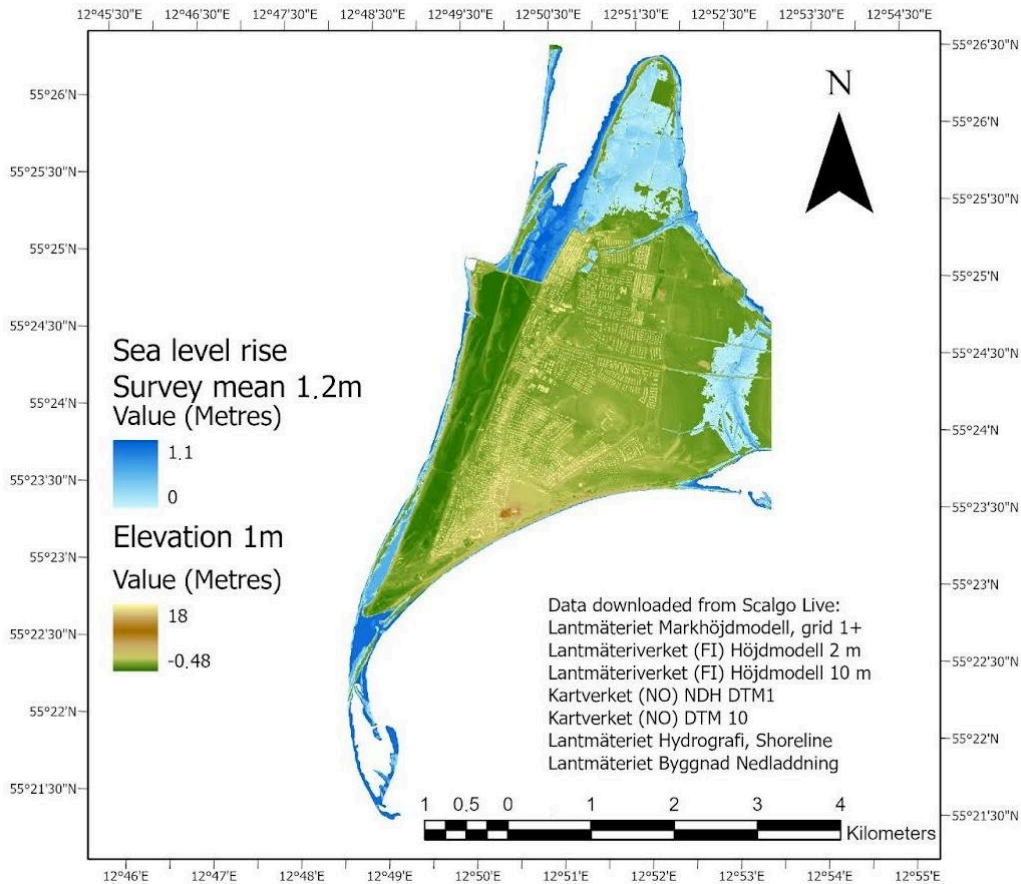 12°45'30"E 12°46'30"E 12°47'30"E 12°48'30"E 12°49'30"E 12°50'30"E 12°51'30"E 12°52'30"E 12°53'30"E 12°54'30"E
55°26'30"N
55°26'N
N
55°26'N
55°25'30"N
55°25'30"N
55°25'N
55°25'N
55°24'30"N
55°24'30"N
55°24'N
55°24'N
55°23'30"N
55°23'30"N
55°23'N
55°23'N
55°22'30"N
55°22'30"N
55°22'N
55°22'N
55°21'30"N
55°21'30"N
Sea level rise
Survey mean 1.2m
Value (Metres)
1.1
0
Elevation 1m
Value (Metres)
18
-0.48
Data downloaded from Scalgo Live:
Lantmäteriet Markhöjdmodell, grid 1+
Lantmäteriverket (FI) Höjdmodell 2 m
Lantmäteriverket (FI) Höjdmodell 10 m
Kartverket (NO) NDH DTM1
Kartverket (NO) DTM 10
Lantmäteriet Hydrografi, Shoreline
Lantmäteriet Byggnad Nedladdning
1 0.5 0 1 2 3 4
Kilometers
12°46'E 12°47'E 12°48'E 12°49'E 12°50'E 12°51'E 12°52'E 12°53'E 12°54'E 12°55'E